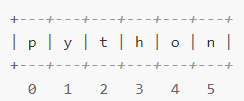 +---+---+---+---+---+---+
| p | y | t | h | o | n |
+---+---+---+---+---+---+
0 1 2 3 4 5